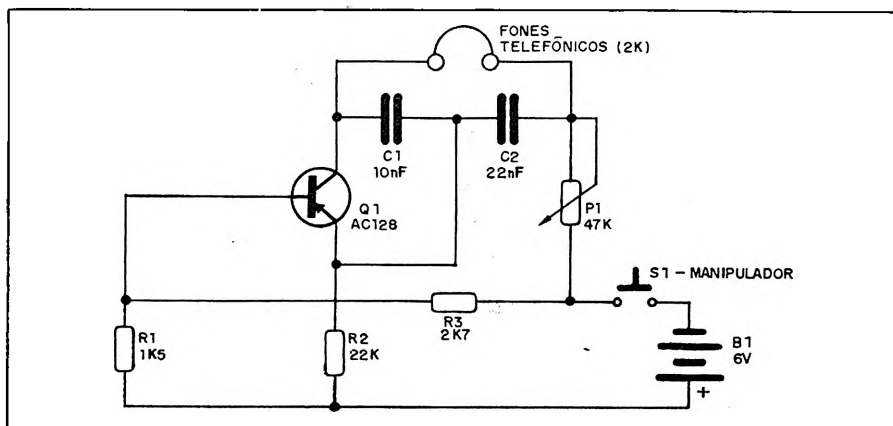 FONES
TELEFÔNICOS (2K)
C1
10nF
C2
22nF
Q1
AC128
P1
47K
S1 - MANIPULADOR
R3
2K7
R1
1K5
R2
22K
B1
6V
+